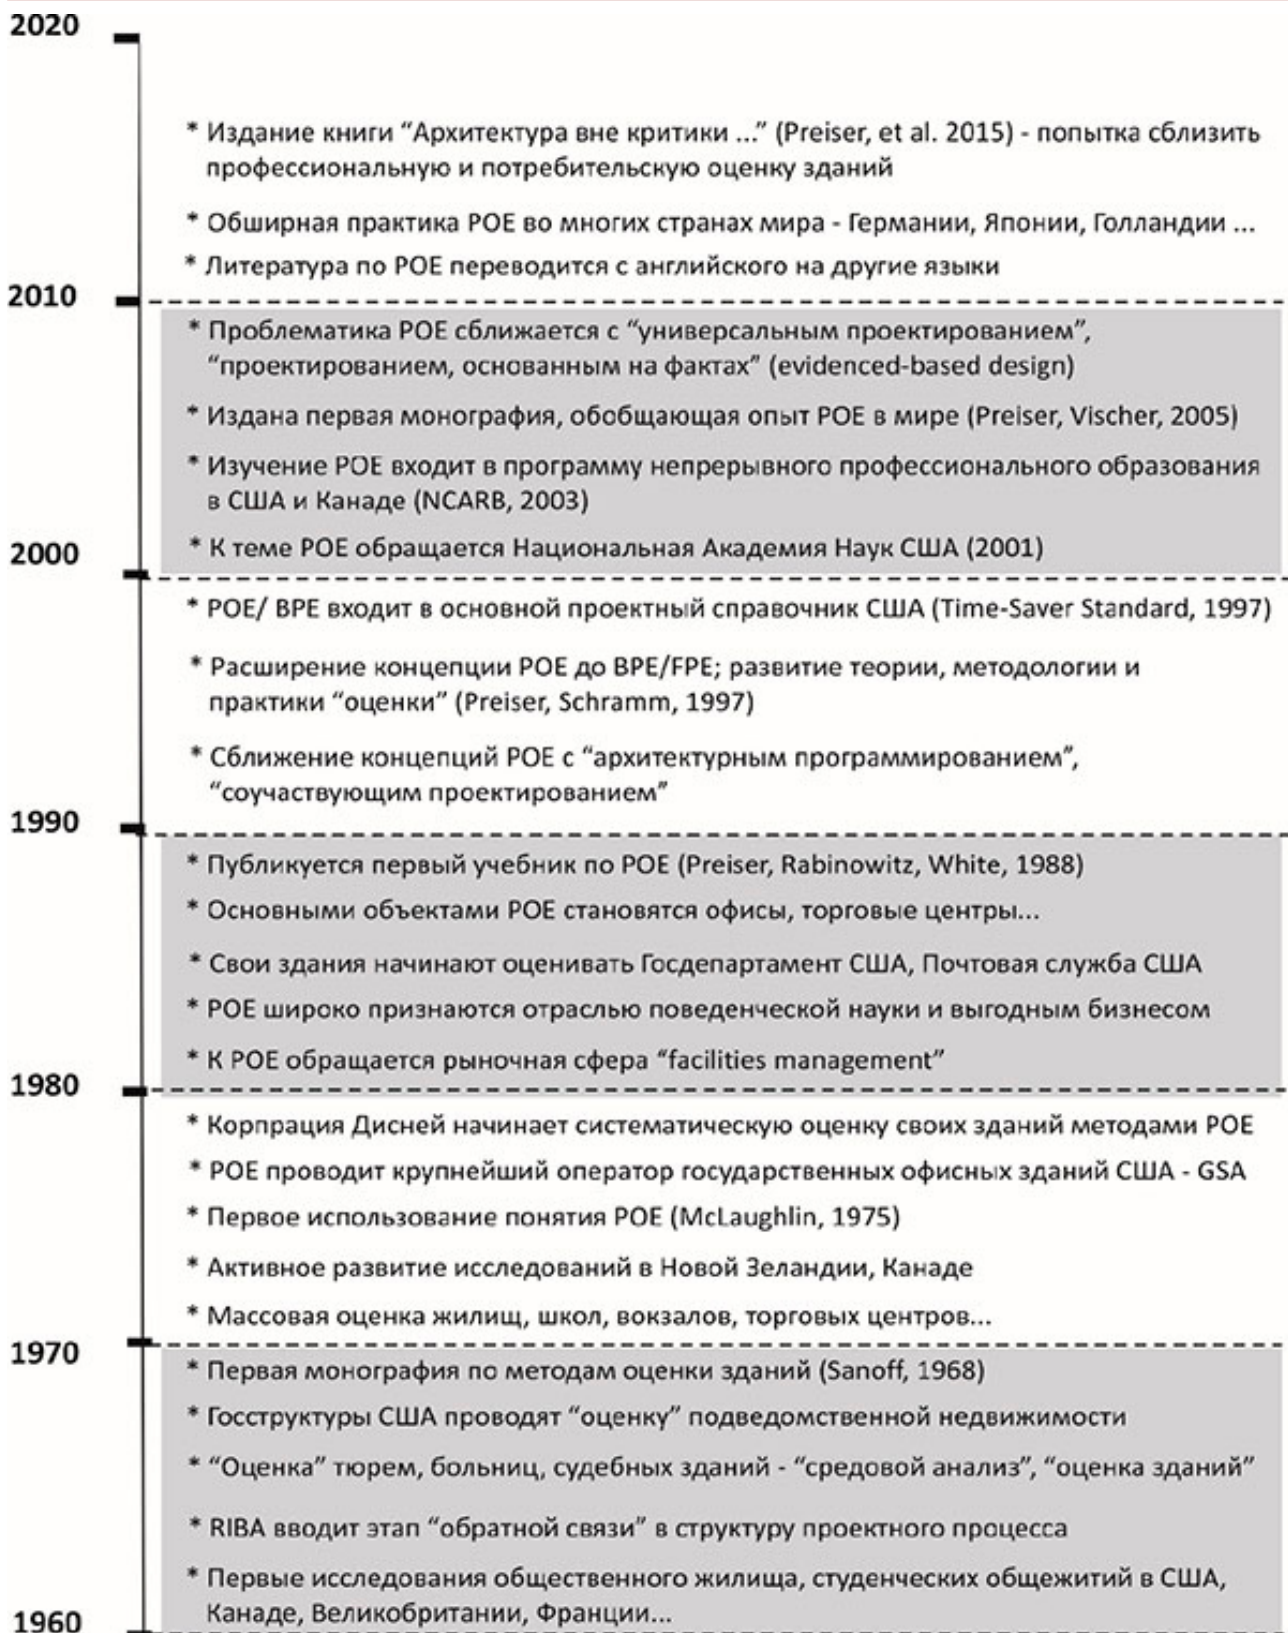 2020
* Издание книги “Архитектура вне критики ...” (Preiser, et al. 2015) - попытка сблизить
профессиональную и потребительскую оценку зданий
* Обширная практика POE во многих странах мира - Германии, Японии, Голландии ...
* Литература по POE переводится с английского на другие языки
2010
* Проблематика POE сближается с “универсальным проектированием”,
“проектированием, основанным на фактах” (evidenced-based design)
* Издана первая монография, обобщающая опыт POE в мире (Preiser, Vischer, 2005)
* Изучение POE входит в программу непрерывного профессионального образования
в США и Канаде (NCARB, 2003)
* К теме POE обращается Национальная Академия Наук США (2001)
2000
* POE/ BPE входит в основной проектный справочник США (Time-Saver Standard, 1997)
* Расширение концепции POE до BPE/FPE; развитие теории, методологии и
практики “оценки” (Preiser, Schramm, 1997)
* Сближение концепций POE с “архитектурным программированием”,
“соучаствующим проектированием”
1990
* Публикуется первый учебник по POE (Preiser, Rabinowitz, White, 1988)
* Основными объектами POE становятся офисы, торговые центры...
* Свои здания начинают оценивать Госдепартамент США, Почтовая служба США
* POE широко признаются отраслью поведенческой науки и выгодным бизнесом
* К POE обращается рыночная сфера “facilities management”
1980
* Корпрация Дисней начинает систематическую оценку своих зданий методами POE
* POE проводит крупнейший оператор государственных офисных зданий США - GSA
* Первое использование понятия POE (McLaughlin, 1975)
* Активное развитие исследований в Новой Зеландии, Канаде
* Массовая оценка жилищ, школ, вокзалов, торговых центров...
1970
* Первая монография по методам оценки зданий (Sanoff, 1968)
* Госструктуры США проводят “оценку” подведомственной недвижимости
* “Оценка” тюрем, больниц, судебных зданий - “средовой анализ”, “оценка зданий”
* RIBA вводит этап “обратной связи” в структуру проектного процесса
* Первые исследования общественного жилища, студенческих общежитий в США,
Канаде, Великобритании, Франции...
1960